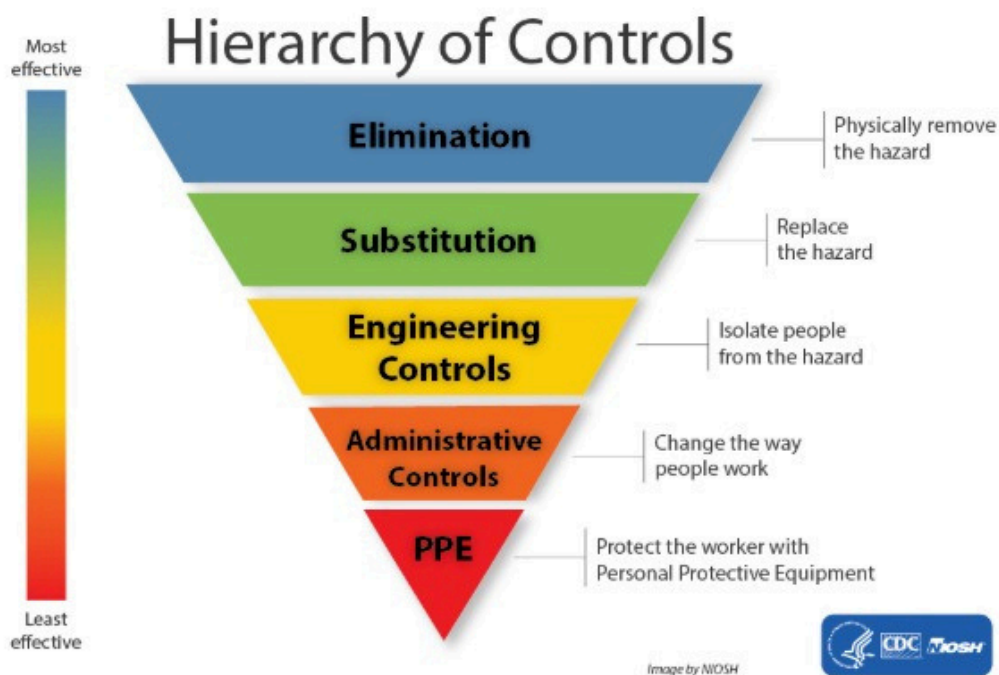 Hierarchy of Controls
Most
effective
Elimination
Physically remove
the hazard
Substitution
Replace
the hazard
Engineering
Controls
Isolate people
from the hazard
Administrative
Controls
Change the way
people work
PPE
Protect the worker with
Personal Protective Equipment
Least
effective
Image by NIOSH
CDC
NIOSH